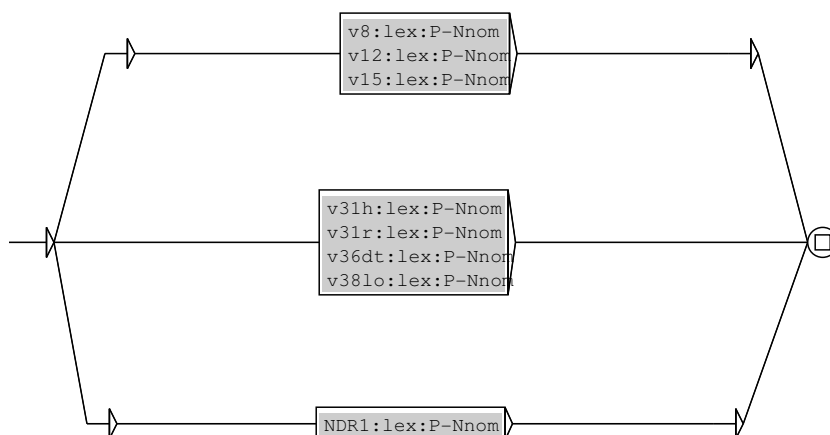 v8:lex:P-Nnom
v12:lex:P-Nnom
v15:lex:P-Nnom
v31h:lex:P-Nnom
v31r:lex:P-Nnom
v36dt:lex:P-Nnom
v38lo:lex:P-Nnom
NDR1:lex:P-Nnom